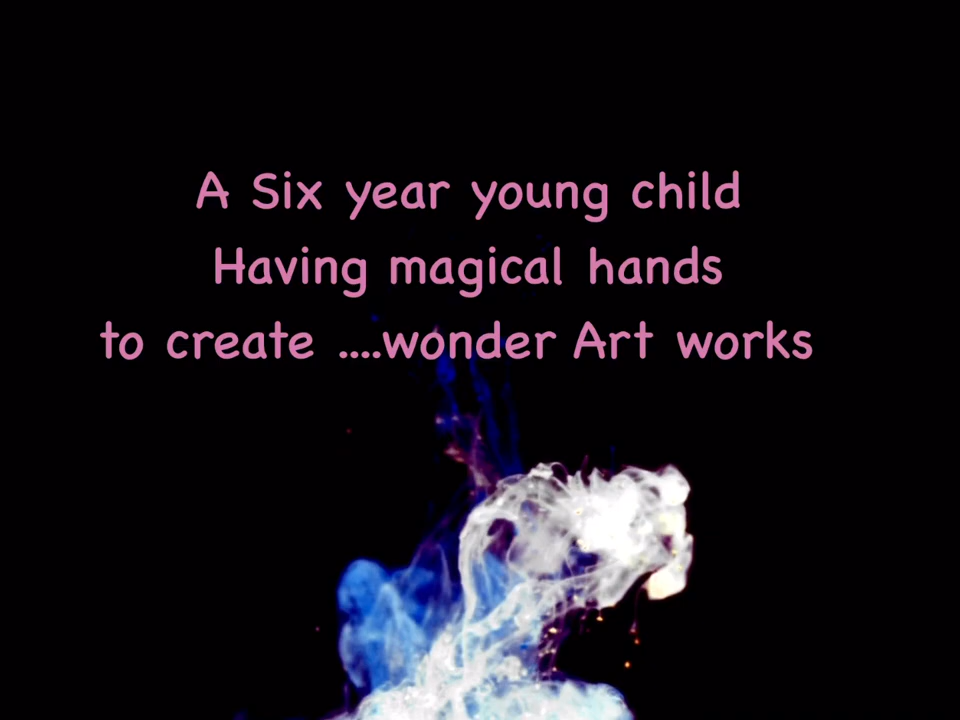 A Six year young child
Having magical hands
to create ....wonder Art works